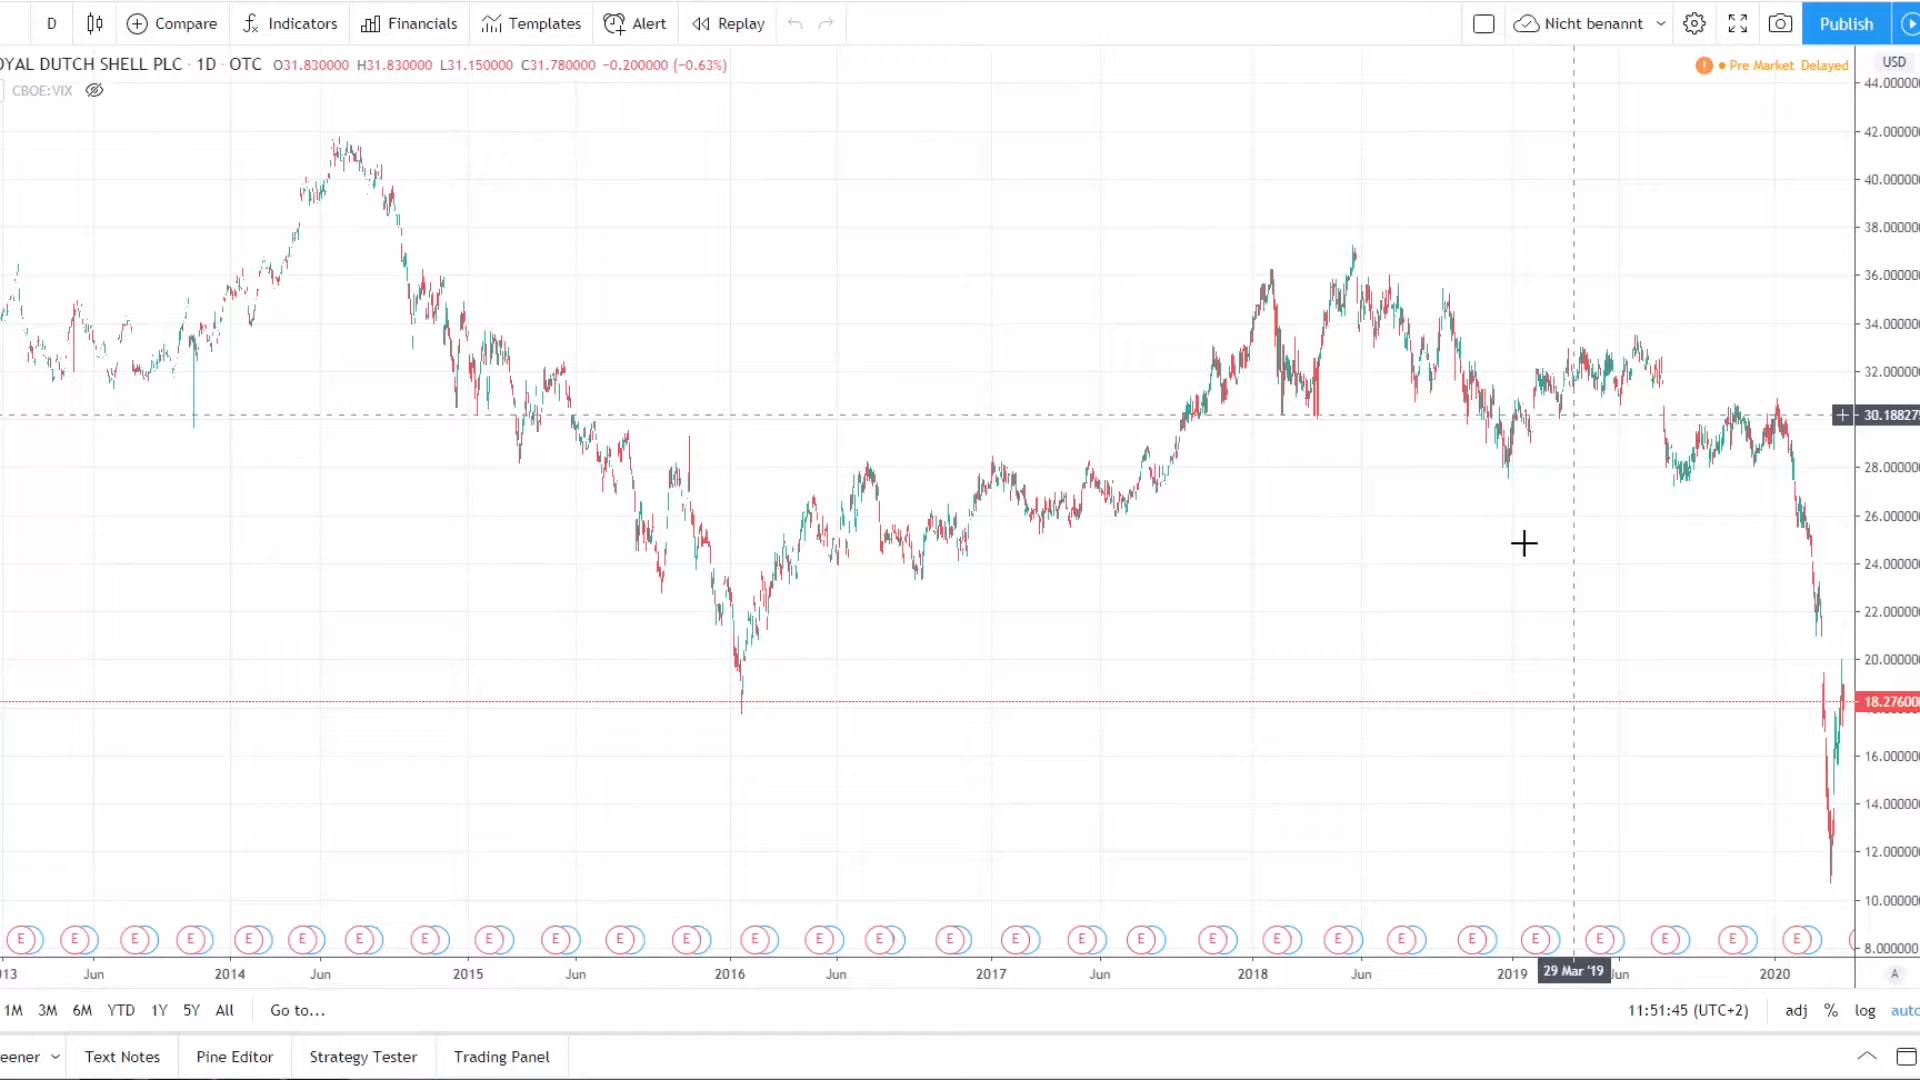 D Compare Indicators Financials Templates Alert Replay Nicht benannt Publish
OYAL DUTCH SHELL PLC · 1D · OTC O31.830000 H31.830000 L31.150000 C31.780000 −0.200000 (−0.63%) Pre Market Delayed USD
CBOE:VIX
44.00000
42.000000
40.000000
38.000000
36.000000
34.000000
32.000000
30.188275
28.000000
26.000000
24.000000
22.000000
20.000000
18.27600
16.000000
14.000000
12.000000
10.000000
8.000000
E E E E E E E E E E E E E E E E E E E E E E E E E E E E
13 Jun 2014 Jun 2015 Jun 2016 Jun 2017 Jun 2018 Jun 2019 29 Mar '19 Jun 2020 A
1M 3M 6M YTD 1Y 5Y All Go to... 11:51:45 (UTC+2) adj % log auto
eener Text Notes Pine Editor Strategy Tester Trading Panel